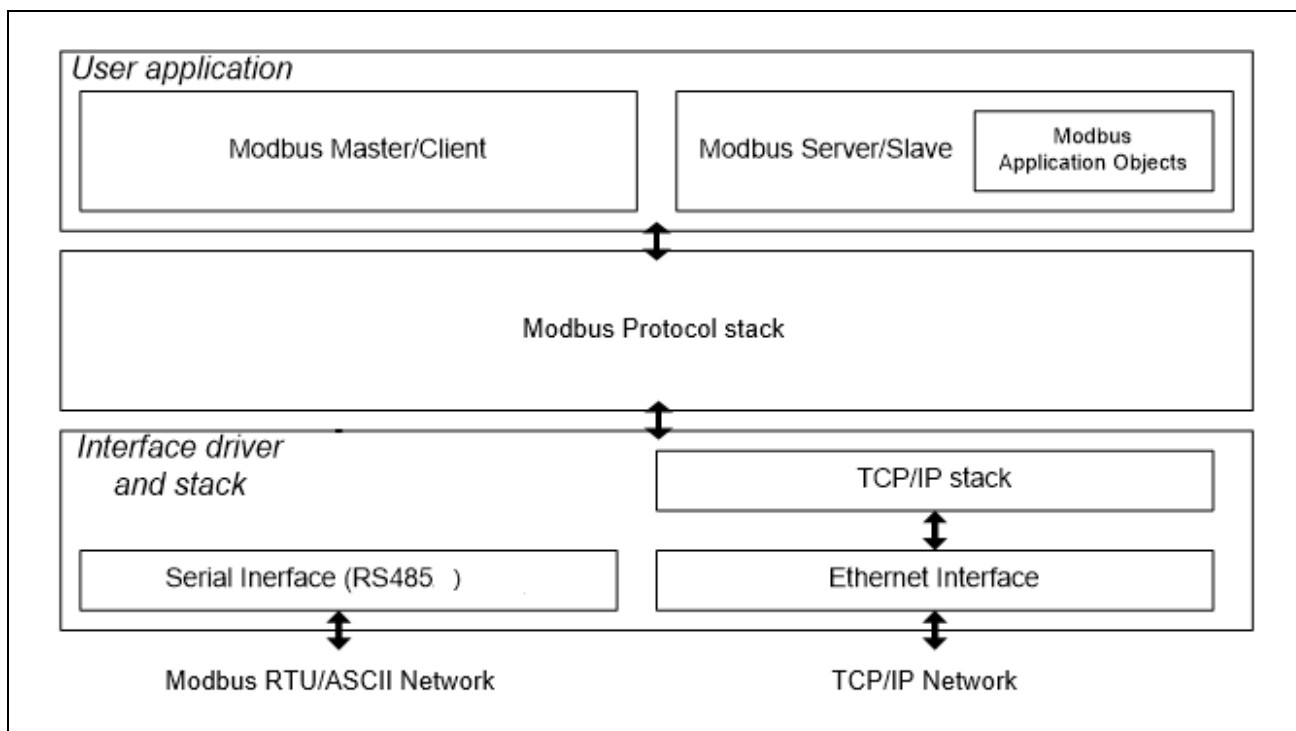 User application
Modbus Master/Client
Modbus Server/Slave
Modbus
Application Objects
Modbus Protocol stack
Interface driver
and stack
TCP/IP stack
Serial Inerface (RS485 )
Ethernet Interface
Modbus RTU/ASCII Network
TCP/IP Network